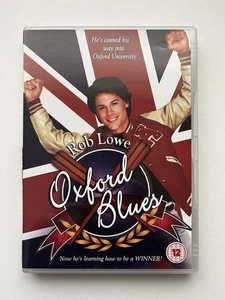 He's conned his
way into
Oxford University...
Rob Lowe
Oxford
Blues
12
Now he's learning how to be a WINNER!